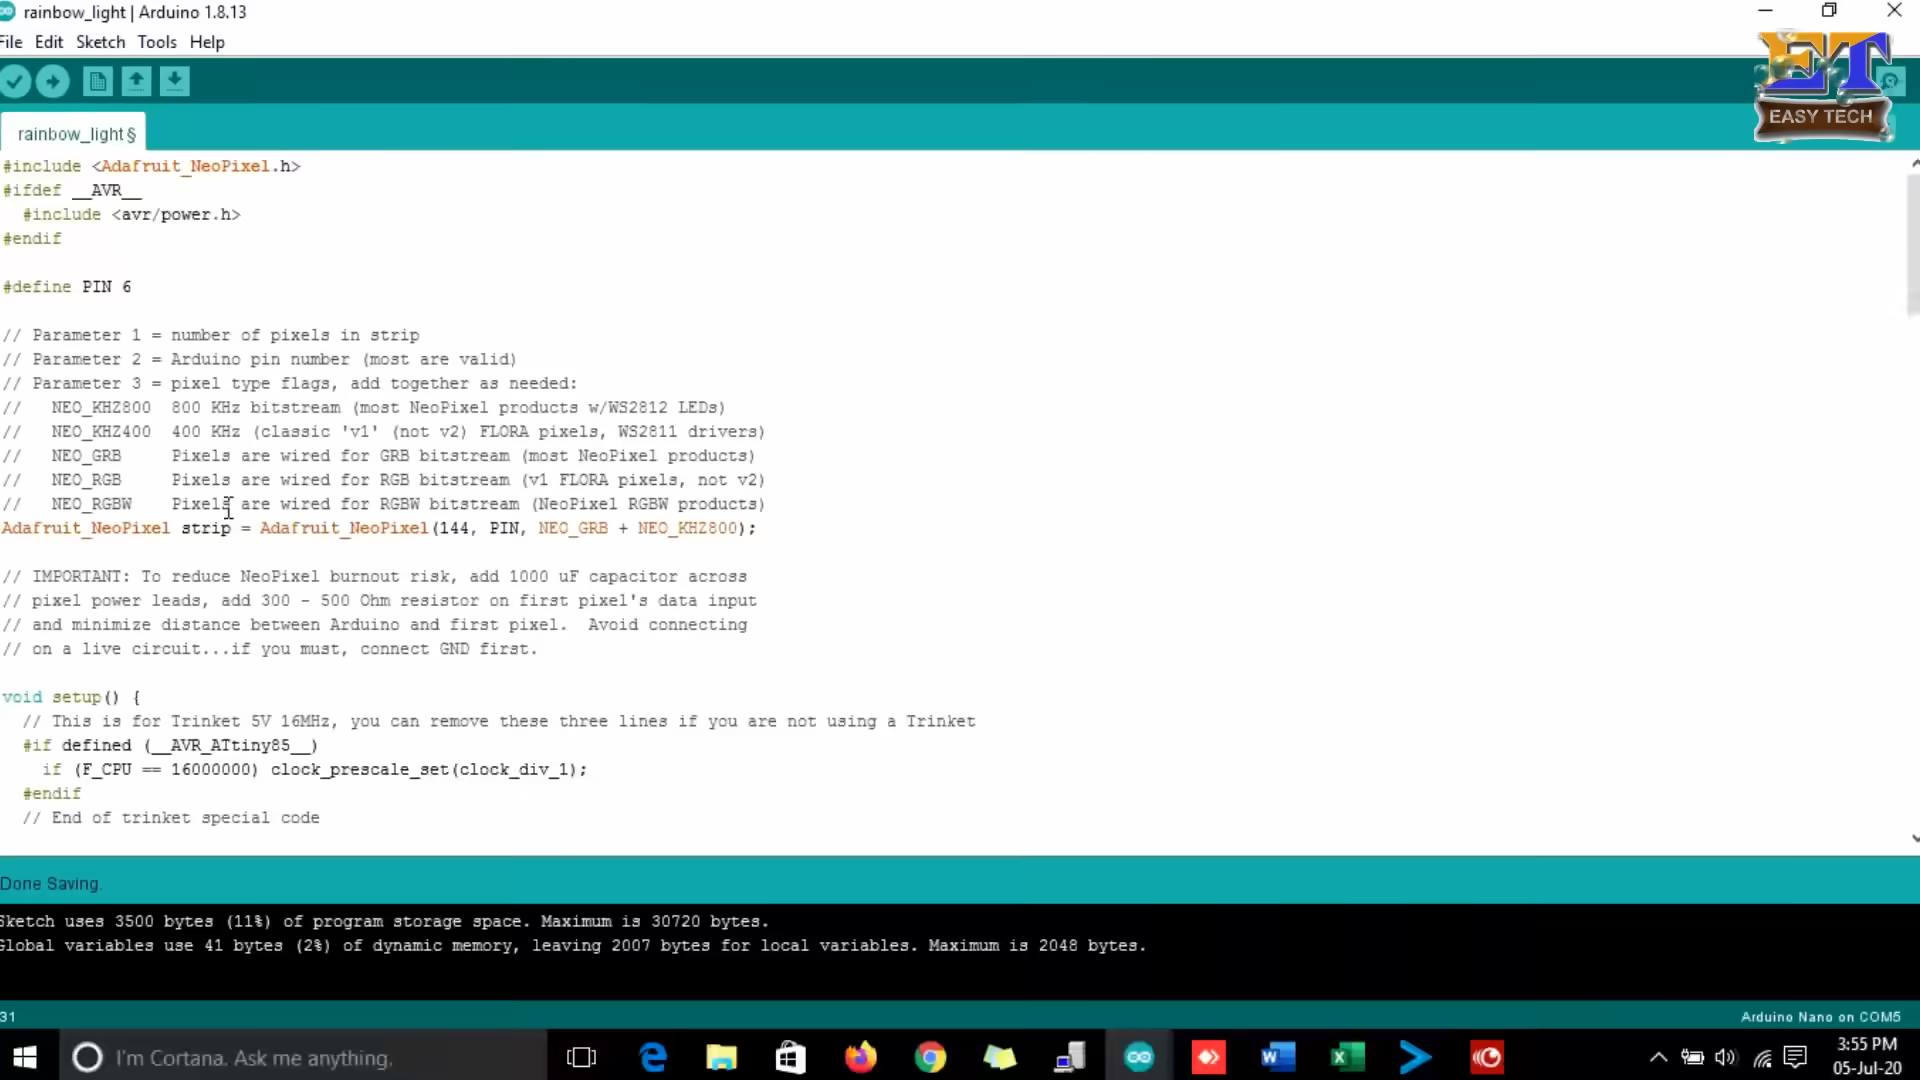 rainbow_light | Arduino 1.8.13
File Edit Sketch Tools Help
ET
EASY TECH
rainbow_light §
#include <Adafruit_NeoPixel.h>
#ifdef __AVR__
#include <avr/power.h>
#endif
#define PIN 6
// Parameter 1 = number of pixels in strip
// Parameter 2 = Arduino pin number (most are valid)
// Parameter 3 = pixel type flags, add together as needed:
// NEO_KHZ800 800 KHz bitstream (most NeoPixel products w/WS2812 LEDs)
// NEO_KHZ400 400 KHz (classic 'v1' (not v2) FLORA pixels, WS2811 drivers)
// NEO_GRB Pixels are wired for GRB bitstream (most NeoPixel products)
// NEO_RGB Pixels are wired for RGB bitstream (v1 FLORA pixels, not v2)
// NEO_RGBW Pixels are wired for RGBW bitstream (NeoPixel RGBW products)
Adafruit_NeoPixel strip = Adafruit_NeoPixel(144, PIN, NEO_GRB + NEO_KHZ800);
// IMPORTANT: To reduce NeoPixel burnout risk, add 1000 uF capacitor across
// pixel power leads, add 300 - 500 Ohm resistor on first pixel's data input
// and minimize distance between Arduino and first pixel. Avoid connecting
// on a live circuit...if you must, connect GND first.
void setup() {
// This is for Trinket 5V 16MHz, you can remove these three lines if you are not using a Trinket
#if defined (__AVR_ATtiny85__)
if (F_CPU == 16000000) clock_prescale_set(clock_div_1);
#endif
// End of trinket special code
Done Saving.
Sketch uses 3500 bytes (11%) of program storage space. Maximum is 30720 bytes.
Global variables use 41 bytes (2%) of dynamic memory, leaving 2007 bytes for local variables. Maximum is 2048 bytes.
31
Arduino Nano on COM5
I'm Cortana. Ask me anything.
3:55 PM
05-Jul-20